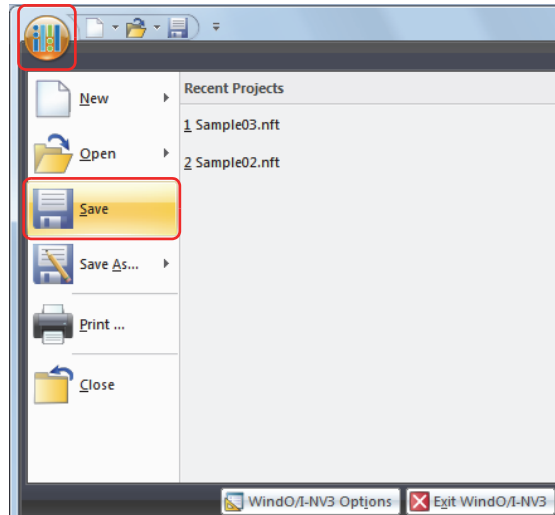 New
Open
Save
Save As...
Print ...
Close
Recent Projects
1 Sample03.nft
2 Sample02.nft
WindO/I-NV3 Options
Exit WindO/I-NV3